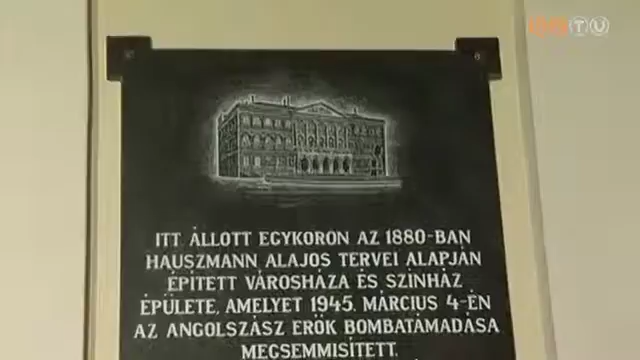 ITT ÁLLOTT EGYKORON AZ 1880-BAN
HAUSZMANN ALAJOS TERVEI ALAPJÁN
ÉPÍTETT VÁROSHÁZA ÉS SZÍNHÁZ
ÉPÜLETE, AMELYET 1945. MÁRCIUS 4-ÉN
AZ ANGOLSZÁSZ ERŐK BOMBATÁMADÁSA
MEGSEMMISÍTETT.